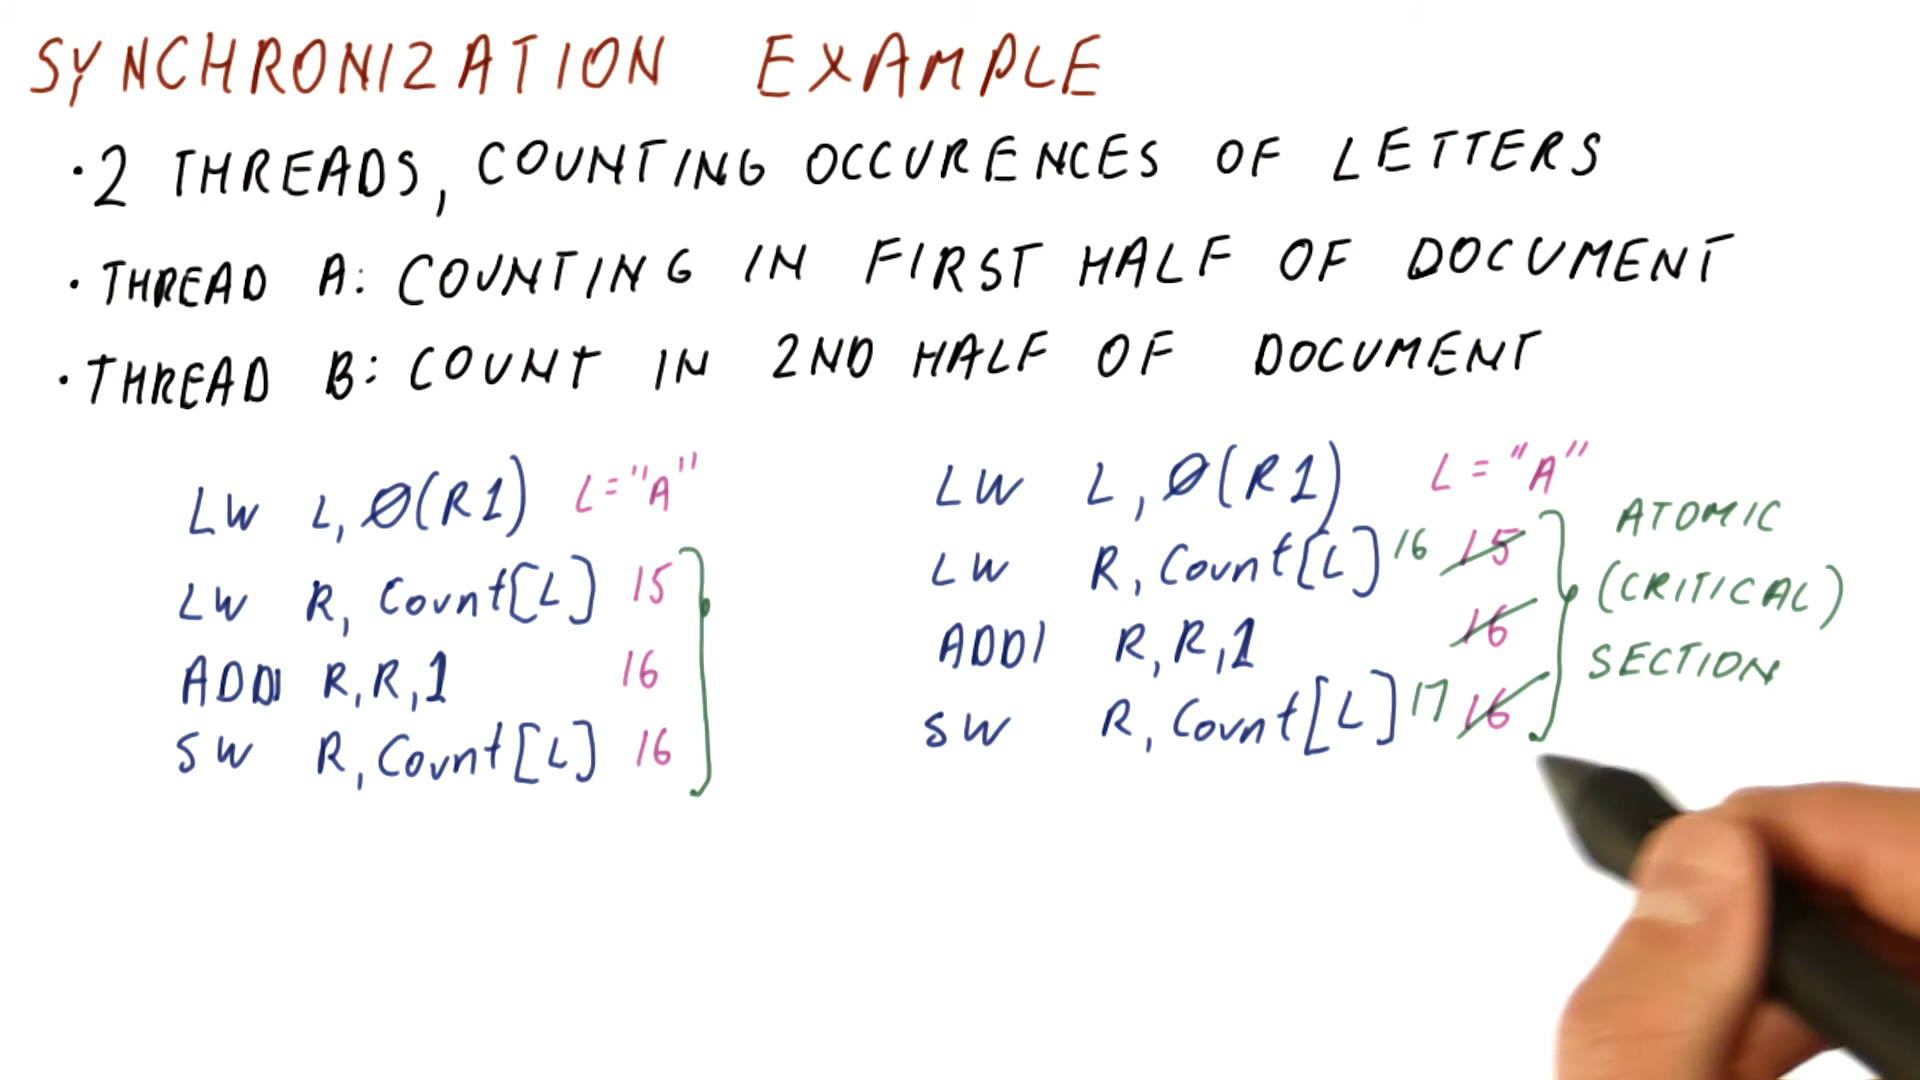 SYNCHRONIZATION EXAMPLE
· 2 THREADS, COUNTING OCCURENCES OF LETTERS
· THREAD A: COUNTING IN FIRST HALF OF DOCUMENT
· THREAD B: COUNT IN 2ND HALF OF DOCUMENT
LW L, 0(R1) L="A"
LW R, Count[L] 15
ADDI R, R, 1 16
SW R, Count[L] 16
LW L, 0(R1) L = "A"
LW R, Count[L] 16 15
ADDI R, R, 1 16
SW R, Count[L] 17 16
ATOMIC
(CRITICAL)
SECTION